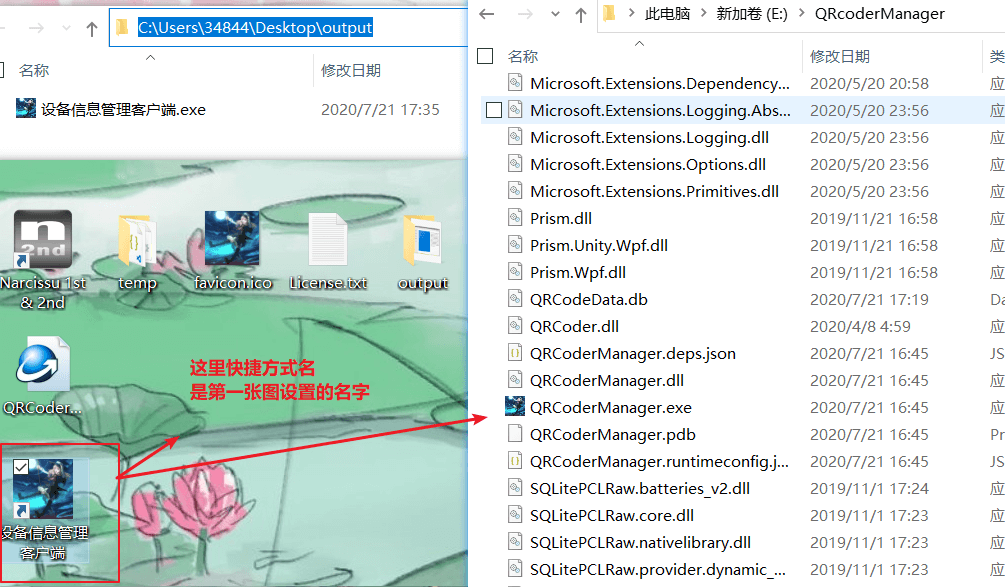 C:\Users\34844\Desktop\output
名称
修改日期
设备信息管理客户端.exe
2020/7/21 17:35
n
2nd
Narcissu 1st
& 2nd
temp
favicon.ico
License.txt
output
QRCoder...
这里快捷方式名
是第一张图设置的名字
设备信息管理
客户端
此电脑
新加卷 (E:)
QRcoderManager
名称
修改日期
类
Microsoft.Extensions.Dependency...
2020/5/20 20:58
应
Microsoft.Extensions.Logging.Abs...
2020/5/20 23:56
应
Microsoft.Extensions.Logging.dll
2020/5/20 23:56
应
Microsoft.Extensions.Options.dll
2020/5/20 23:56
应
Microsoft.Extensions.Primitives.dll
2020/5/20 23:56
应
Prism.dll
2019/11/21 16:58
应
Prism.Unity.Wpf.dll
2019/11/21 16:58
应
Prism.Wpf.dll
2019/11/21 16:58
应
QRCodeData.db
2020/7/21 17:19
Da
QRCoder.dll
2020/4/8 4:59
应
QRCoderManager.deps.json
2020/7/21 16:45
JS
QRCoderManager.dll
2020/7/21 16:45
应
QRCoderManager.exe
2020/7/21 16:45
应
QRCoderManager.pdb
2020/7/21 16:45
Pr
QRCoderManager.runtimeconfig.j...
2020/7/21 16:45
JS
SQLitePCLRaw.batteries_v2.dll
2019/11/1 17:24
应
SQLitePCLRaw.core.dll
2019/11/1 17:23
应
SQLitePCLRaw.nativelibrary.dll
2019/11/1 17:23
应
SQLitePCLRaw.provider.dynamic_...
2019/11/1 17:23
应